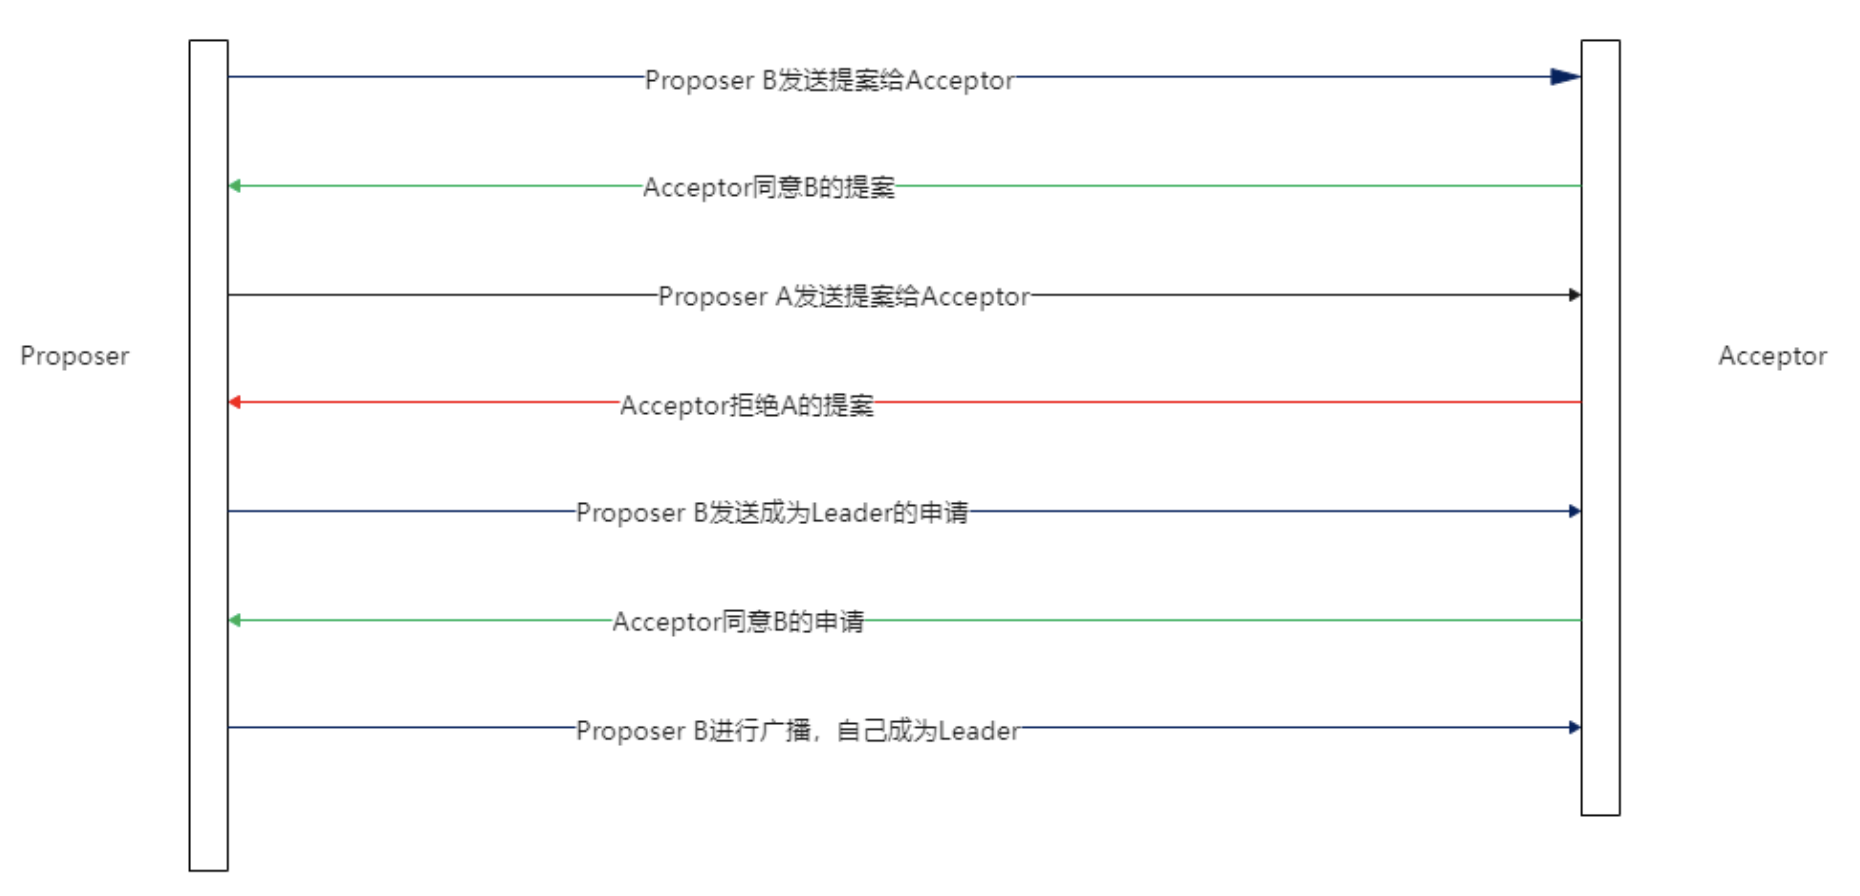 Proposer B发送提案给Acceptor
Acceptor同意B的提案
Proposer A发送提案给Acceptor
Proposer
Acceptor
Acceptor拒绝A的提案
Proposer B发送成为Leader的申请
Acceptor同意B的申请
Proposer B进行广播，自己成为Leader